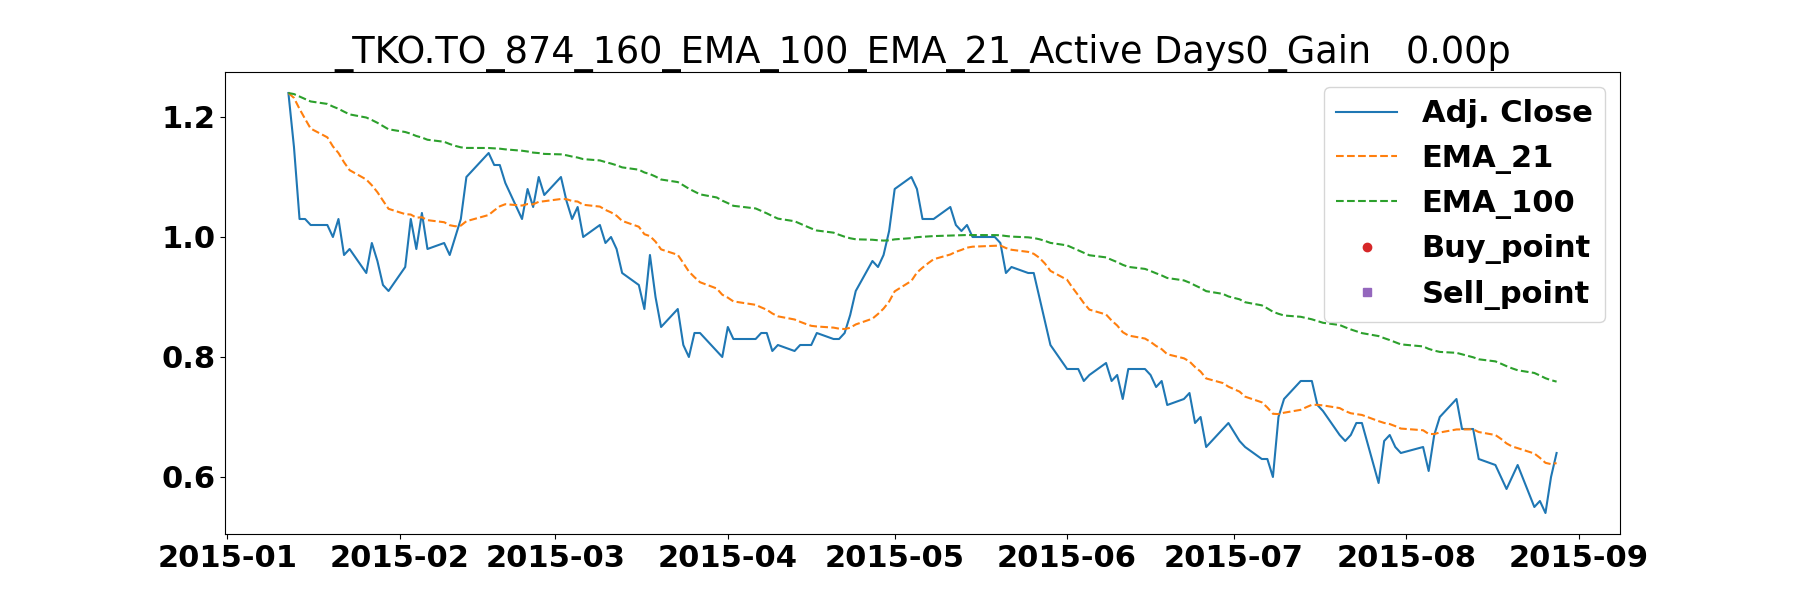 _TKO.TO_874_160_EMA_100_EMA_21_Active Days0_Gain   0.00p
1.2
1.0
0.8
0.6
Adj. Close
EMA_21
EMA_100
Buy_point
Sell_point
2015-01 2015-02 2015-03 2015-04 2015-05 2015-06 2015-07 2015-08 2015-09